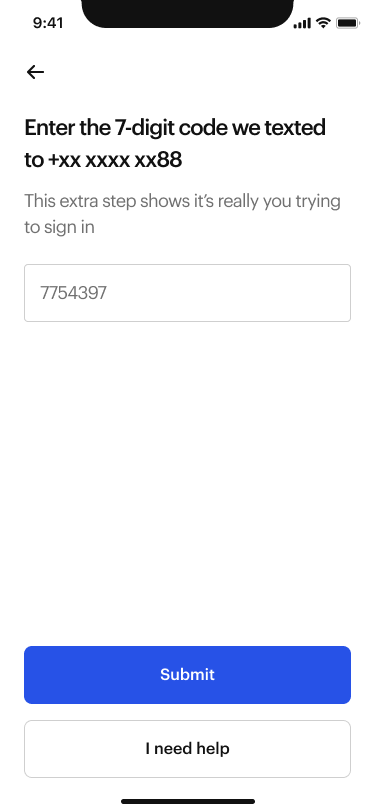 9:41
Enter the 7-digit code we texted
to +xx xxxx xx88
This extra step shows it's really you trying
to sign in
7754397
Submit
I need help